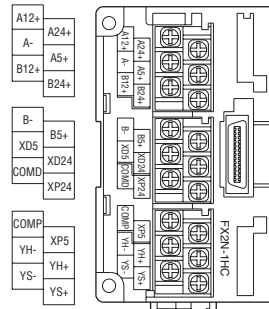 A12+
A24+
A-
A5+
B12+
B24+
B-
B5+
XD5
XD24
COMD
XP24
COMP
XP5
YH-
YH+
YS-
YS+
A12+
A24+
A-
A5+
B12+
B24+
B-
B5+
XD5
XD24
COMD
XP24
COMP
XP5
YH-
YH+
YS-
YS+
FX2N-1HC